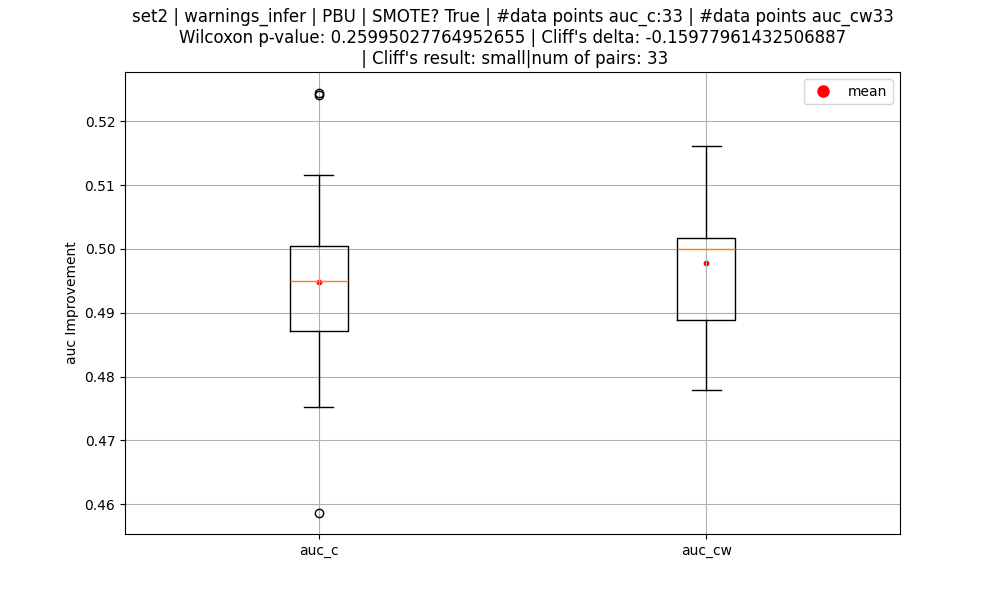 set2 | warnings_infer | PBU | SMOTE? True | #data points auc_c:33 | #data points auc_cw33
Wilcoxon p-value: 0.25995027764952655 | Cliff's delta: -0.15977961432506887
| Cliff's result: small|num of pairs: 33
mean
0.52
0.51
0.50
0.49
0.48
0.47
0.46
auc Improvement
auc_c
auc_cw